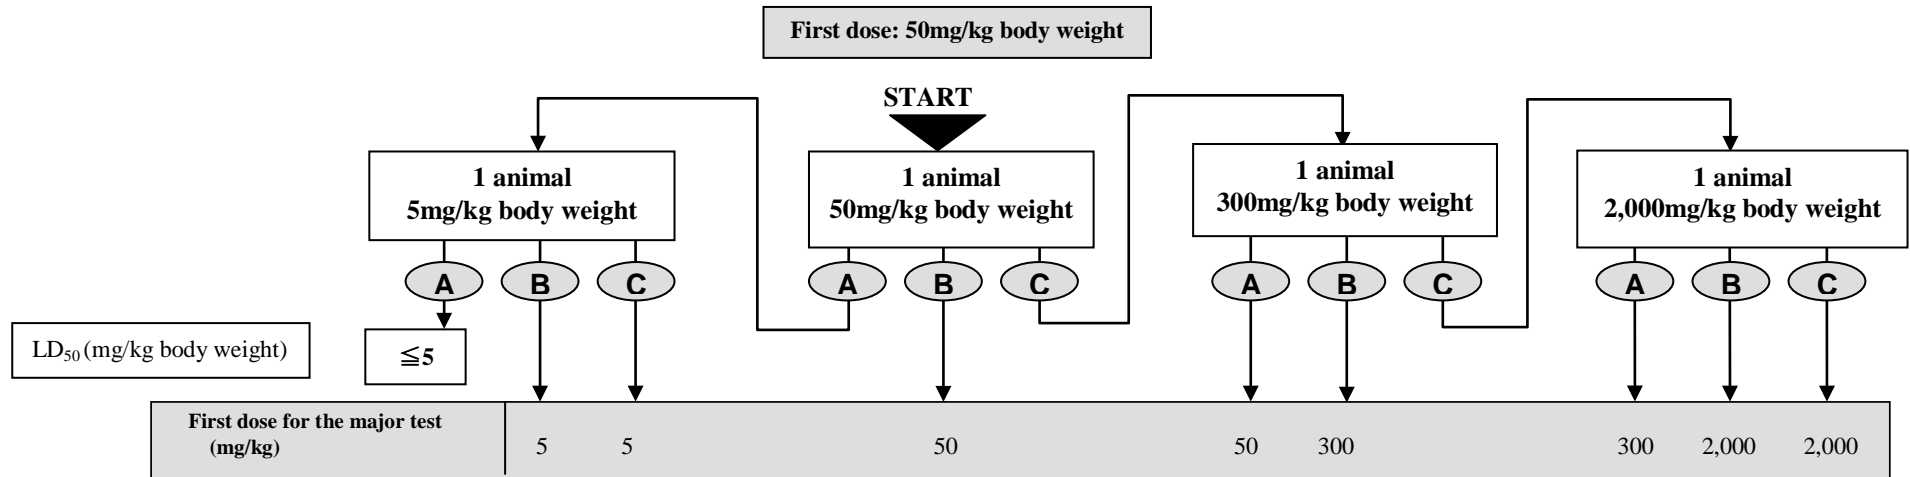 First dose: 50mg/kg body weight
START
1 animal
5mg/kg body weight
1 animal
50mg/kg body weight
1 animal
300mg/kg body weight
1 animal
2,000mg/kg body weight
A B C A B C A B C A B C
LD₅₀ (mg/kg body weight)
≦5
First dose for the major test
(mg/kg)
5 5 50 50 300 300 2,000 2,000